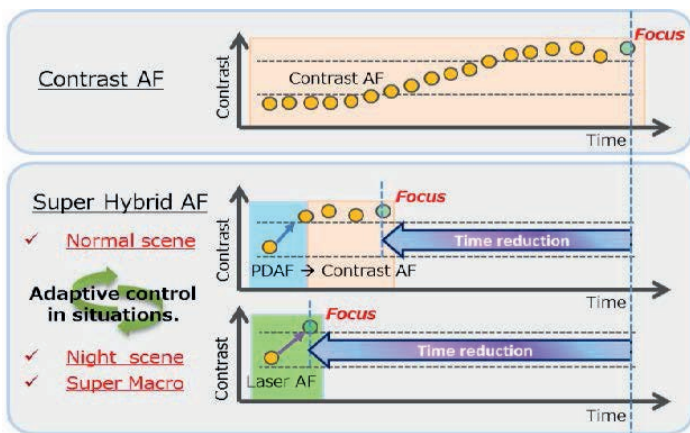 Focus
Contrast AF
Contrast
Contrast AF
Time
Super Hybrid AF
✓ Normal scene
Adaptive control
in situations.
✓ Night scene
✓ Super Macro
Focus
Contrast
Time reduction
PDAF → Contrast AF
Time
Focus
Contrast
Time reduction
Laser AF
Time